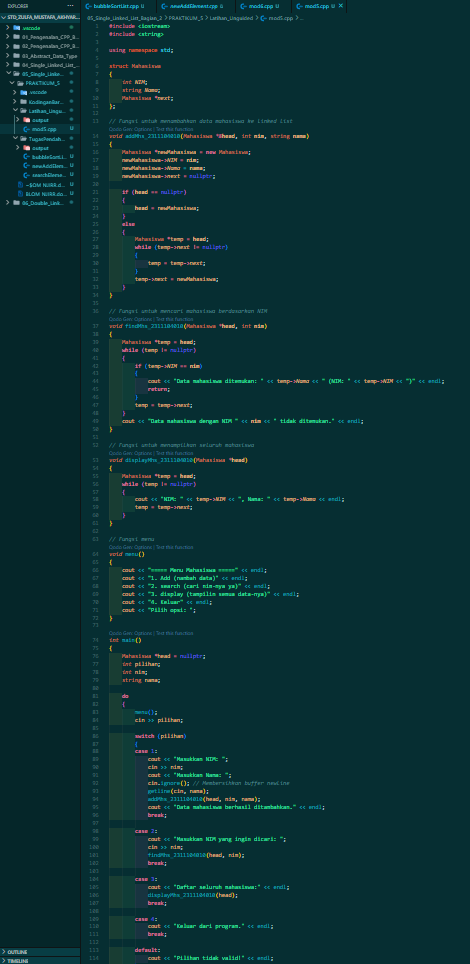 EXPLORER
bubbleSortList.cpp U
newAddElement.cpp U
mod6.cpp U
mod5.cpp U
STD_ZULFA_MUSTAFA_AKHYAR...
05_Single_Linked_List_Bagian_2 > PRAKTIKUM_5 > Latihan_Unguided > mod5.cpp > ...
.vscode
01_Pengenalan_CPP_B...
02_Pengenalan_CPP_B...
03_Abstract_Data_Type
04_Single_Linked_List_...
05_Single_Linke...
PRAKTIKUM_5
.vscode
Latihan_Ungu...
output
mod5.cpp U
TugasPendah...
output
bubbleSortLi... U
newAddElem... U
searchEleme... U
06_Double_Link...
OUTLINE
TIMELINE
#include <iostream>
#include <string>
using namespace std;
struct Mahasiswa
{
int NIM;
string Nama;
Mahasiswa *next;
};
// Fungsi untuk menambahkan data mahasiswa ke linked list
Qodo Gen: Options | Test this function
void addMhs_2311104010(Mahasiswa *&head, int nim, string nama)
{
Mahasiswa *newMahasiswa = new Mahasiswa;
newMahasiswa->NIM = nim;
newMahasiswa->Nama = nama;
newMahasiswa->next = nullptr;
if (head == nullptr)
{
head = newMahasiswa;
}
else
{
Mahasiswa *temp = head;
while (temp->next != nullptr)
{
temp = temp->next;
}
temp->next = newMahasiswa;
}
}
// Fungsi untuk mencari mahasiswa berdasarkan NIM
Qodo Gen: Options | Test this function
void findMhs_2311104010(Mahasiswa *head, int nim)
{
Mahasiswa *temp = head;
while (temp != nullptr)
{
if (temp->NIM == nim)
{
cout << "Data mahasiswa ditemukan: " << temp->Nama << " (NIM: " << temp->NIM << ")" << endl;
return;
}
temp = temp->next;
}
cout << "Data mahasiswa dengan NIM " << nim << " tidak ditemukan." << endl;
}
// Fungsi untuk menampilkan seluruh mahasiswa
Qodo Gen: Options | Test this function
void displayMhs_2311104010(Mahasiswa *head)
{
Mahasiswa *temp = head;
while (temp != nullptr)
{
cout << "NIM: " << temp->NIM << ", Nama: " << temp->Nama << endl;
temp = temp->next;
}
}
// Fungsi menu
Qodo Gen: Options | Test this function
void menu()
{
cout << "===== Menu Mahasiswa =====" << endl;
cout << "1. Add (nambah data)" << endl;
cout << "2. search (cari nim-nya ya)" << endl;
cout << "3. display (tampilin semua data-nya)" << endl;
cout << "4. Keluar" << endl;
cout << "Pilih opsi: ";
}
Qodo Gen: Options | Test this function
int main()
{
Mahasiswa *head = nullptr;
int pilihan;
int nim;
string nama;
do
{
menu();
cin >> pilihan;
switch (pilihan)
{
case 1:
cout << "Masukkan NIM: ";
cin >> nim;
cout << "Masukkan Nama: ";
cin.ignore(); // Membersihkan buffer newline
getline(cin, nama);
addMhs_2311104010(head, nim, nama);
cout << "Data mahasiswa berhasil ditambahkan." << endl;
break;
case 2:
cout << "Masukkan NIM yang ingin dicari: ";
cin >> nim;
findMhs_2311104010(head, nim);
break;
case 3:
cout << "Daftar seluruh mahasiswa:" << endl;
displayMhs_2311104010(head);
break;
case 4:
cout << "Keluar dari program." << endl;
break;
default:
cout << "Pilihan tidak valid!" << endl;